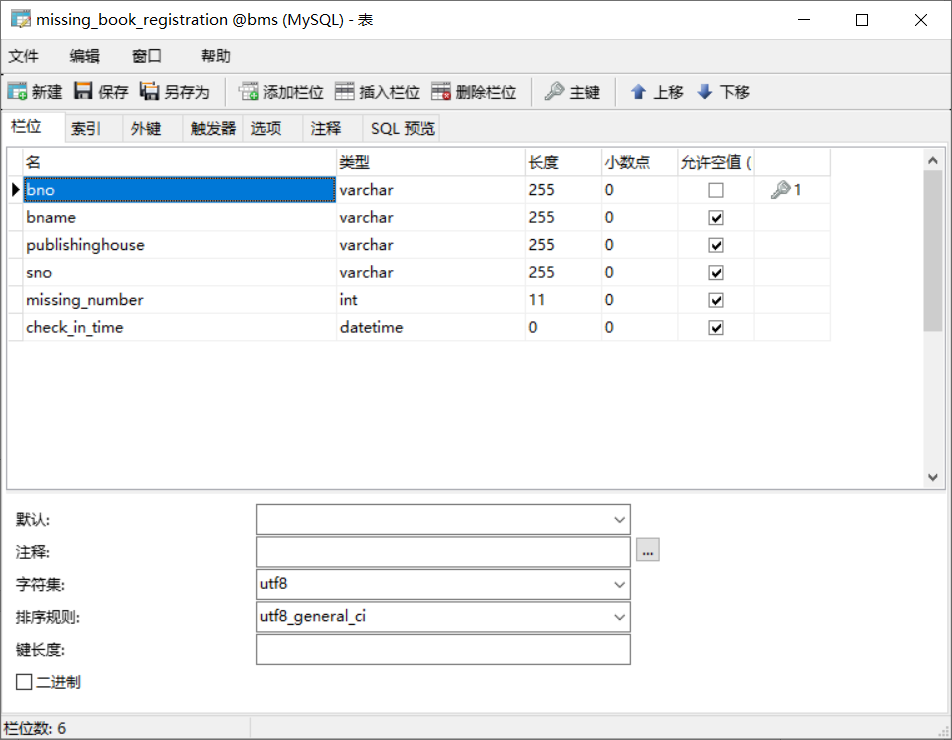 missing_book_registration @bms (MySQL) - 表
文件 编辑 窗口 帮助
新建 保存 另存为 添加栏位 插入栏位 删除栏位 主键 上移 下移
栏位 索引 外键 触发器 选项 注释 SQL 预览
名 类型 长度 小数点 允许空值 (
bno varchar 255 0 1
bname varchar 255 0
publishinghouse varchar 255 0
sno varchar 255 0
missing_number int 11 0
check_in_time datetime 0 0
默认:
注释: ...
字符集: utf8
排序规则: utf8_general_ci
键长度:
二进制
栏位数: 6